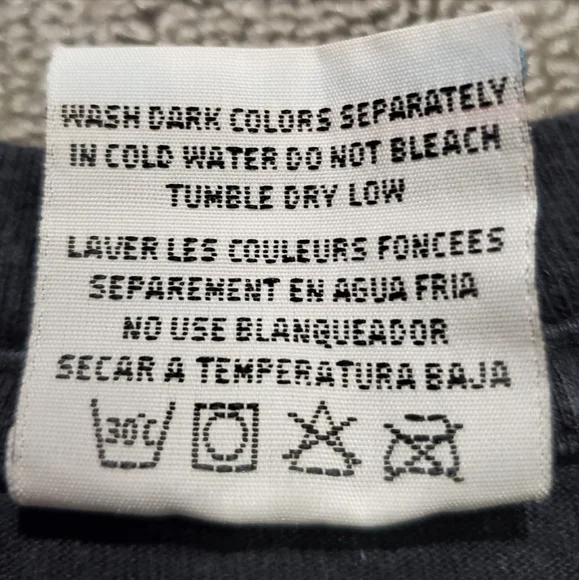 WASH DARK COLORS SEPARATELY
IN COLD WATER DO NOT BLEACH
TUMBLE DRY LOW
LAVER LES COULEURS FONCEES
SEPAREMENT EN AGUA FRIA
NO USE BLANQUEADOR
SECAR A TEMPERATURA BAJA
30°C